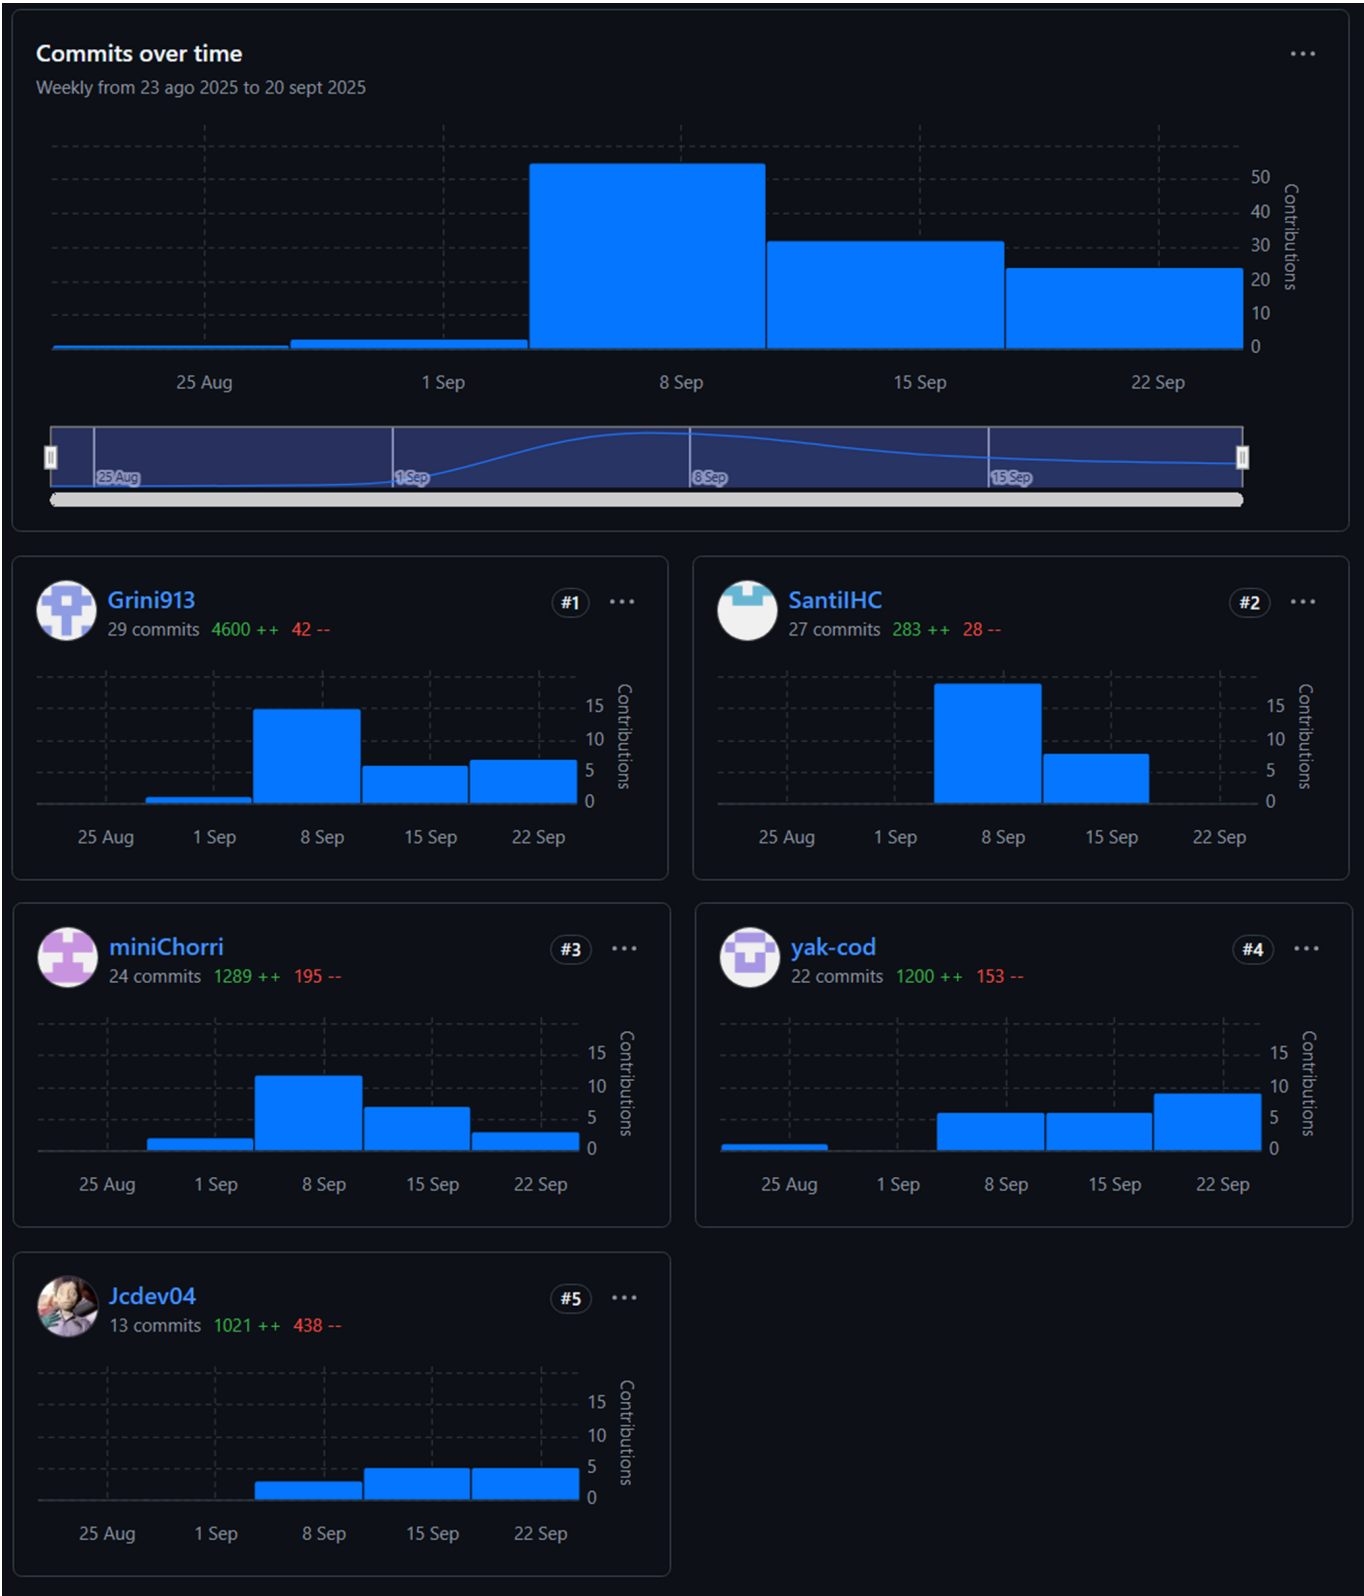 Commits over time
Weekly from 23 ago 2025 to 20 sept 2025
50
40
30
20
10
0
Contributions
25 Aug 1 Sep 8 Sep 15 Sep 22 Sep
25 Aug 1 Sep 8 Sep 15 Sep
Grini913 #1
29 commits 4600 ++ 42 --
15
10
5
0
Contributions
25 Aug 1 Sep 8 Sep 15 Sep 22 Sep
SantiIHC #2
27 commits 283 ++ 28 --
15
10
5
0
Contributions
25 Aug 1 Sep 8 Sep 15 Sep 22 Sep
miniChorri #3
24 commits 1289 ++ 195 --
15
10
5
0
Contributions
25 Aug 1 Sep 8 Sep 15 Sep 22 Sep
yak-cod #4
22 commits 1200 ++ 153 --
15
10
5
0
Contributions
25 Aug 1 Sep 8 Sep 15 Sep 22 Sep
Jcdev04 #5
13 commits 1021 ++ 438 --
15
10
5
0
Contributions
25 Aug 1 Sep 8 Sep 15 Sep 22 Sep